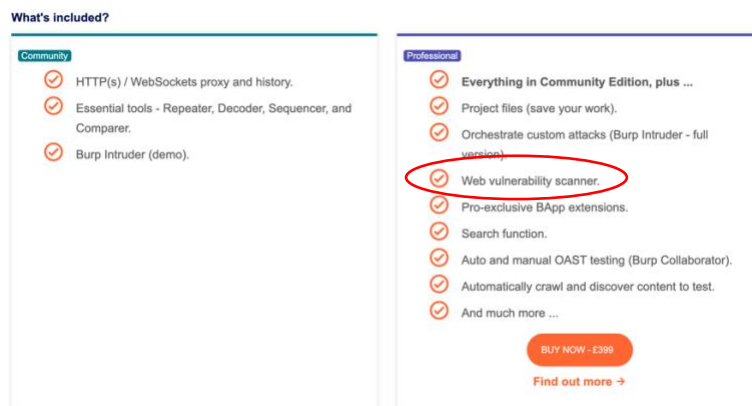 What's included?
Community
HTTP(s) / WebSockets proxy and history.
Essential tools - Repeater, Decoder, Sequencer, and
Comparer.
Burp Intruder (demo).
Professional
Everything in Community Edition, plus ...
Project files (save your work).
Orchestrate custom attacks (Burp Intruder - full
version).
Web vulnerability scanner.
Pro-exclusive BApp extensions.
Search function.
Auto and manual OAST testing (Burp Collaborator).
Automatically crawl and discover content to test.
And much more ...
BUY NOW - £399
Find out more →